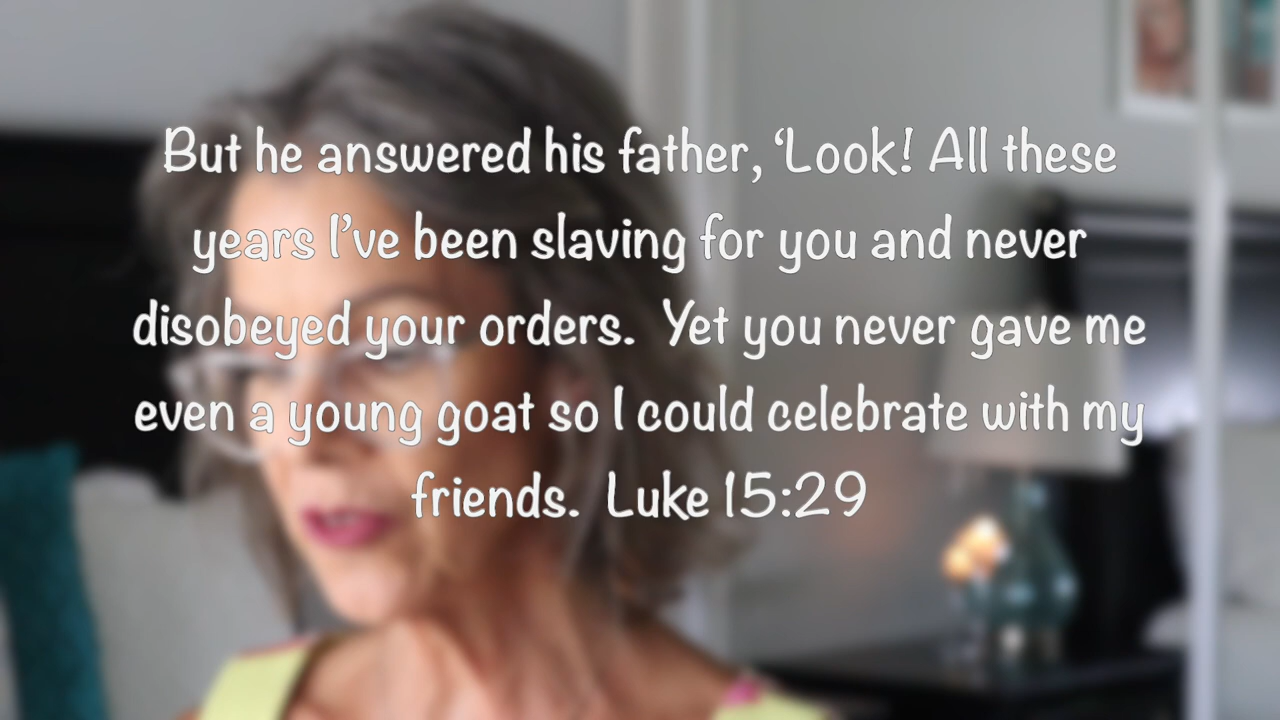 But he answered his father, ‘Look! All these
years I’ve been slaving for you and never
disobeyed your orders.  Yet you never gave me
even a young goat so I could celebrate with my
friends.  Luke 15:29